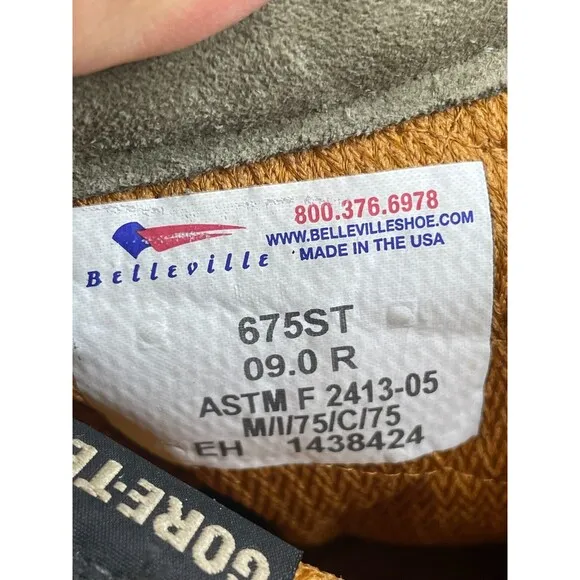 800.376.6978
WWW.BELLEVILLESHOE.COM
MADE IN THE USA
Belleville
675ST
09.0 R
ASTM F 2413-05
M/I/75/C/75
EH 1438424
GORE-TE